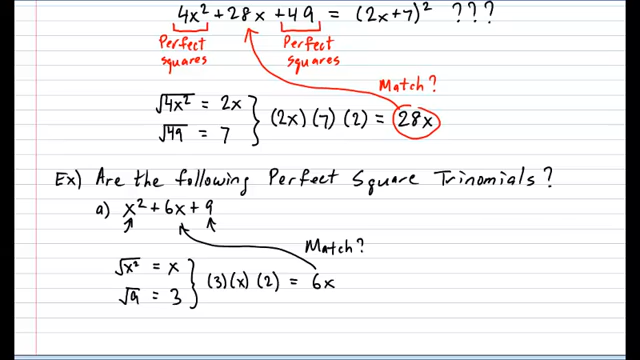 4x² + 28x + 49 = (2x+7)² ???
Perfect squares Perfect squares
Match?
√4x² = 2x
√49 = 7 } (2x)(7)(2) = 28x
Ex) Are the following Perfect Square Trinomials?
a) x² + 6x + 9
Match?
√x² = x
√9 = 3 } (3)(x)(2) = 6x